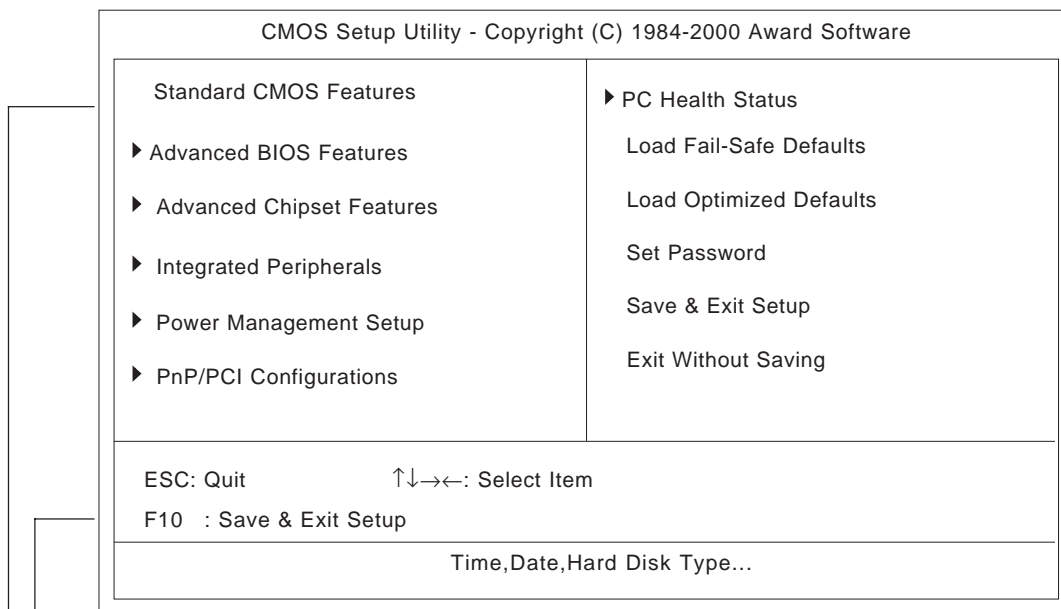 CMOS Setup Utility - Copyright (C) 1984-2000 Award Software
Standard CMOS Features
Advanced BIOS Features
Advanced Chipset Features
Integrated Peripherals
Power Management Setup
PnP/PCI Configurations
PC Health Status
Load Fail-Safe Defaults
Load Optimized Defaults
Set Password
Save & Exit Setup
Exit Without Saving
ESC: Quit ↑↓→←: Select Item
F10 : Save & Exit Setup
Time,Date,Hard Disk Type...